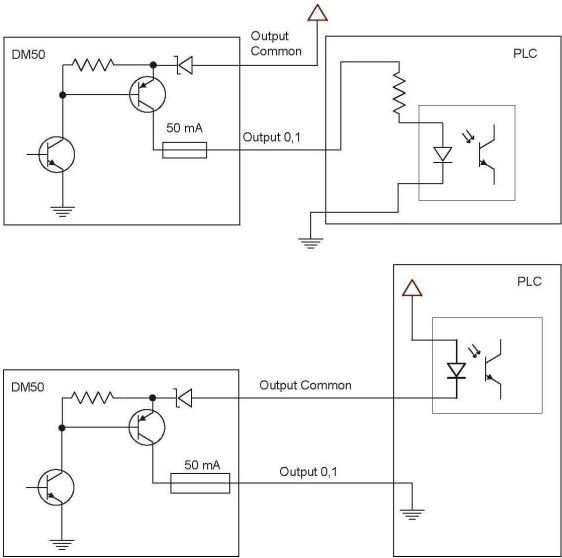 Output
Common
DM50
PLC
50 mA
Output 0,1
PLC
DM50
Output Common
50 mA
Output 0,1